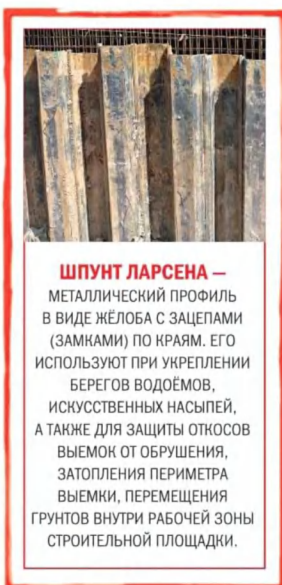 ШПУНТ ЛАРСЕНА —
МЕТАЛЛИЧЕСКИЙ ПРОФИЛЬ
В ВИДЕ ЖЁЛОБА С ЗАЦЕПАМИ
(ЗАМКАМИ) ПО КРАЯМ. ЕГО
ИСПОЛЬЗУЮТ ПРИ УКРЕПЛЕНИИ
БЕРЕГОВ ВОДОЁМОВ,
ИСКУССТВЕННЫХ НАСЫПЕЙ,
А ТАКЖЕ ДЛЯ ЗАЩИТЫ ОТКОСОВ
ВЫЕМОК ОТ ОБРУШЕНИЯ,
ЗАТОПЛЕНИЯ ПЕРИМЕТРА
ВЫЕМКИ, ПЕРЕМЕЩЕНИЯ
ГРУНТОВ ВНУТРИ РАБОЧЕЙ ЗОНЫ
СТРОИТЕЛЬНОЙ ПЛОЩАДКИ.